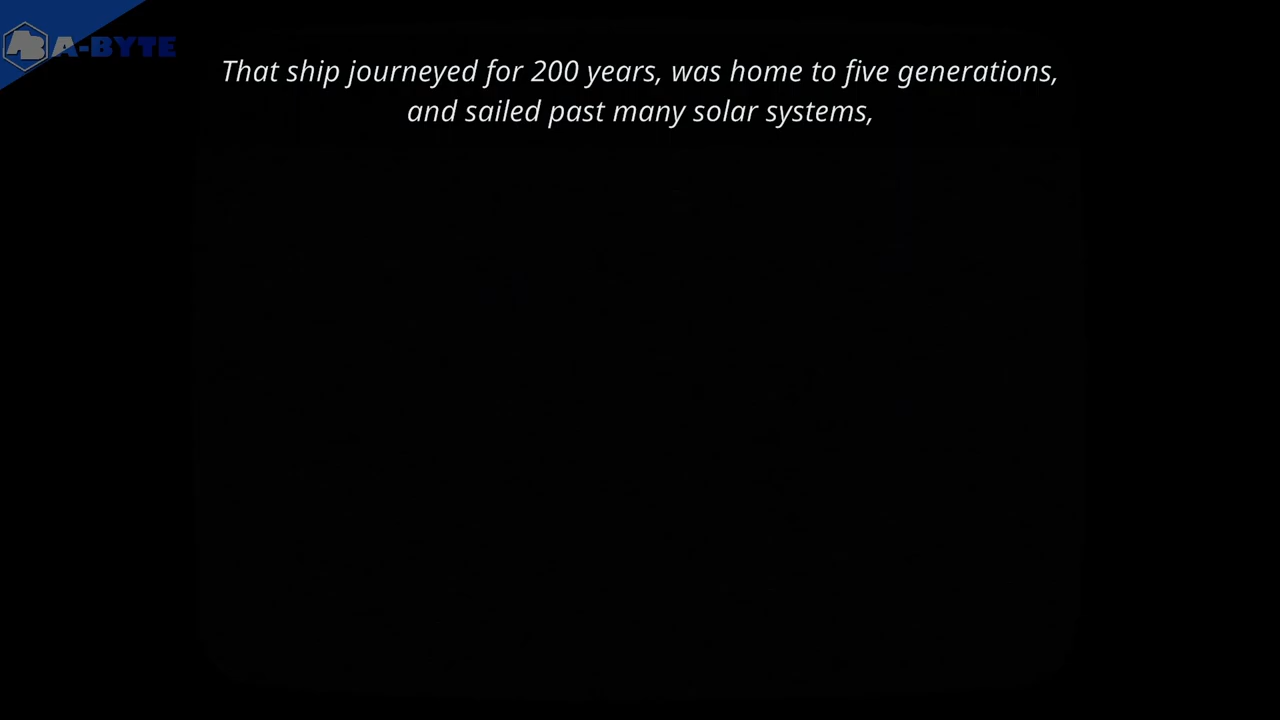 A-BYTE
That ship journeyed for 200 years, was home to five generations,
and sailed past many solar systems,